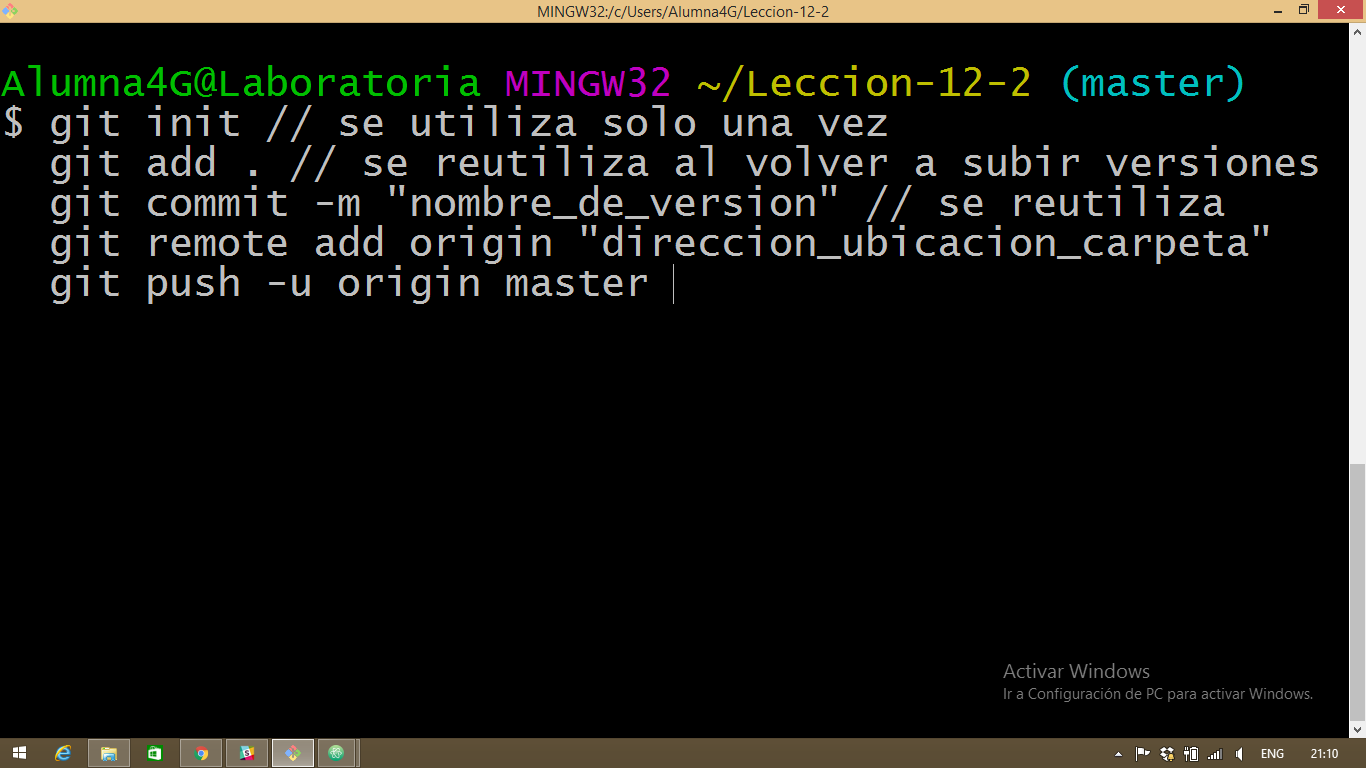 MINGW32:/c/Users/Alumna4G/Leccion-12-2
Alumna4G@Laboratoria MINGW32 ~/Leccion-12-2 (master)
$ git init // se utiliza solo una vez
git add . // se reutiliza al volver a subir versiones
git commit -m "nombre_de_version" // se reutiliza
git remote add origin "direccion_ubicacion_carpeta"
git push -u origin master
Activar Windows
Ir a Configuración de PC para activar Windows.
ENG
21:10